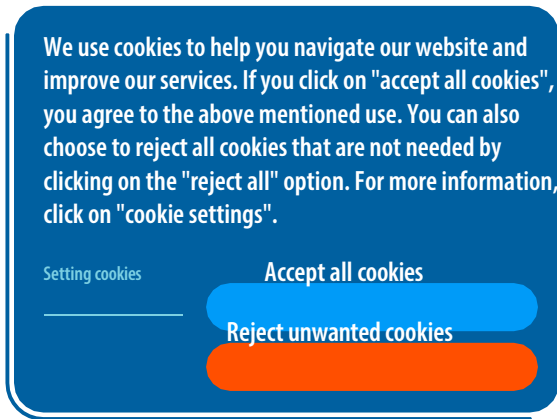 We use cookies to help you navigate our website and
improve our services. If you click on "accept all cookies",
you agree to the above mentioned use. You can also
choose to reject all cookies that are not needed by
clicking on the "reject all" option. For more information,
click on "cookie settings".
Setting cookies
Accept all cookies
Reject unwanted cookies